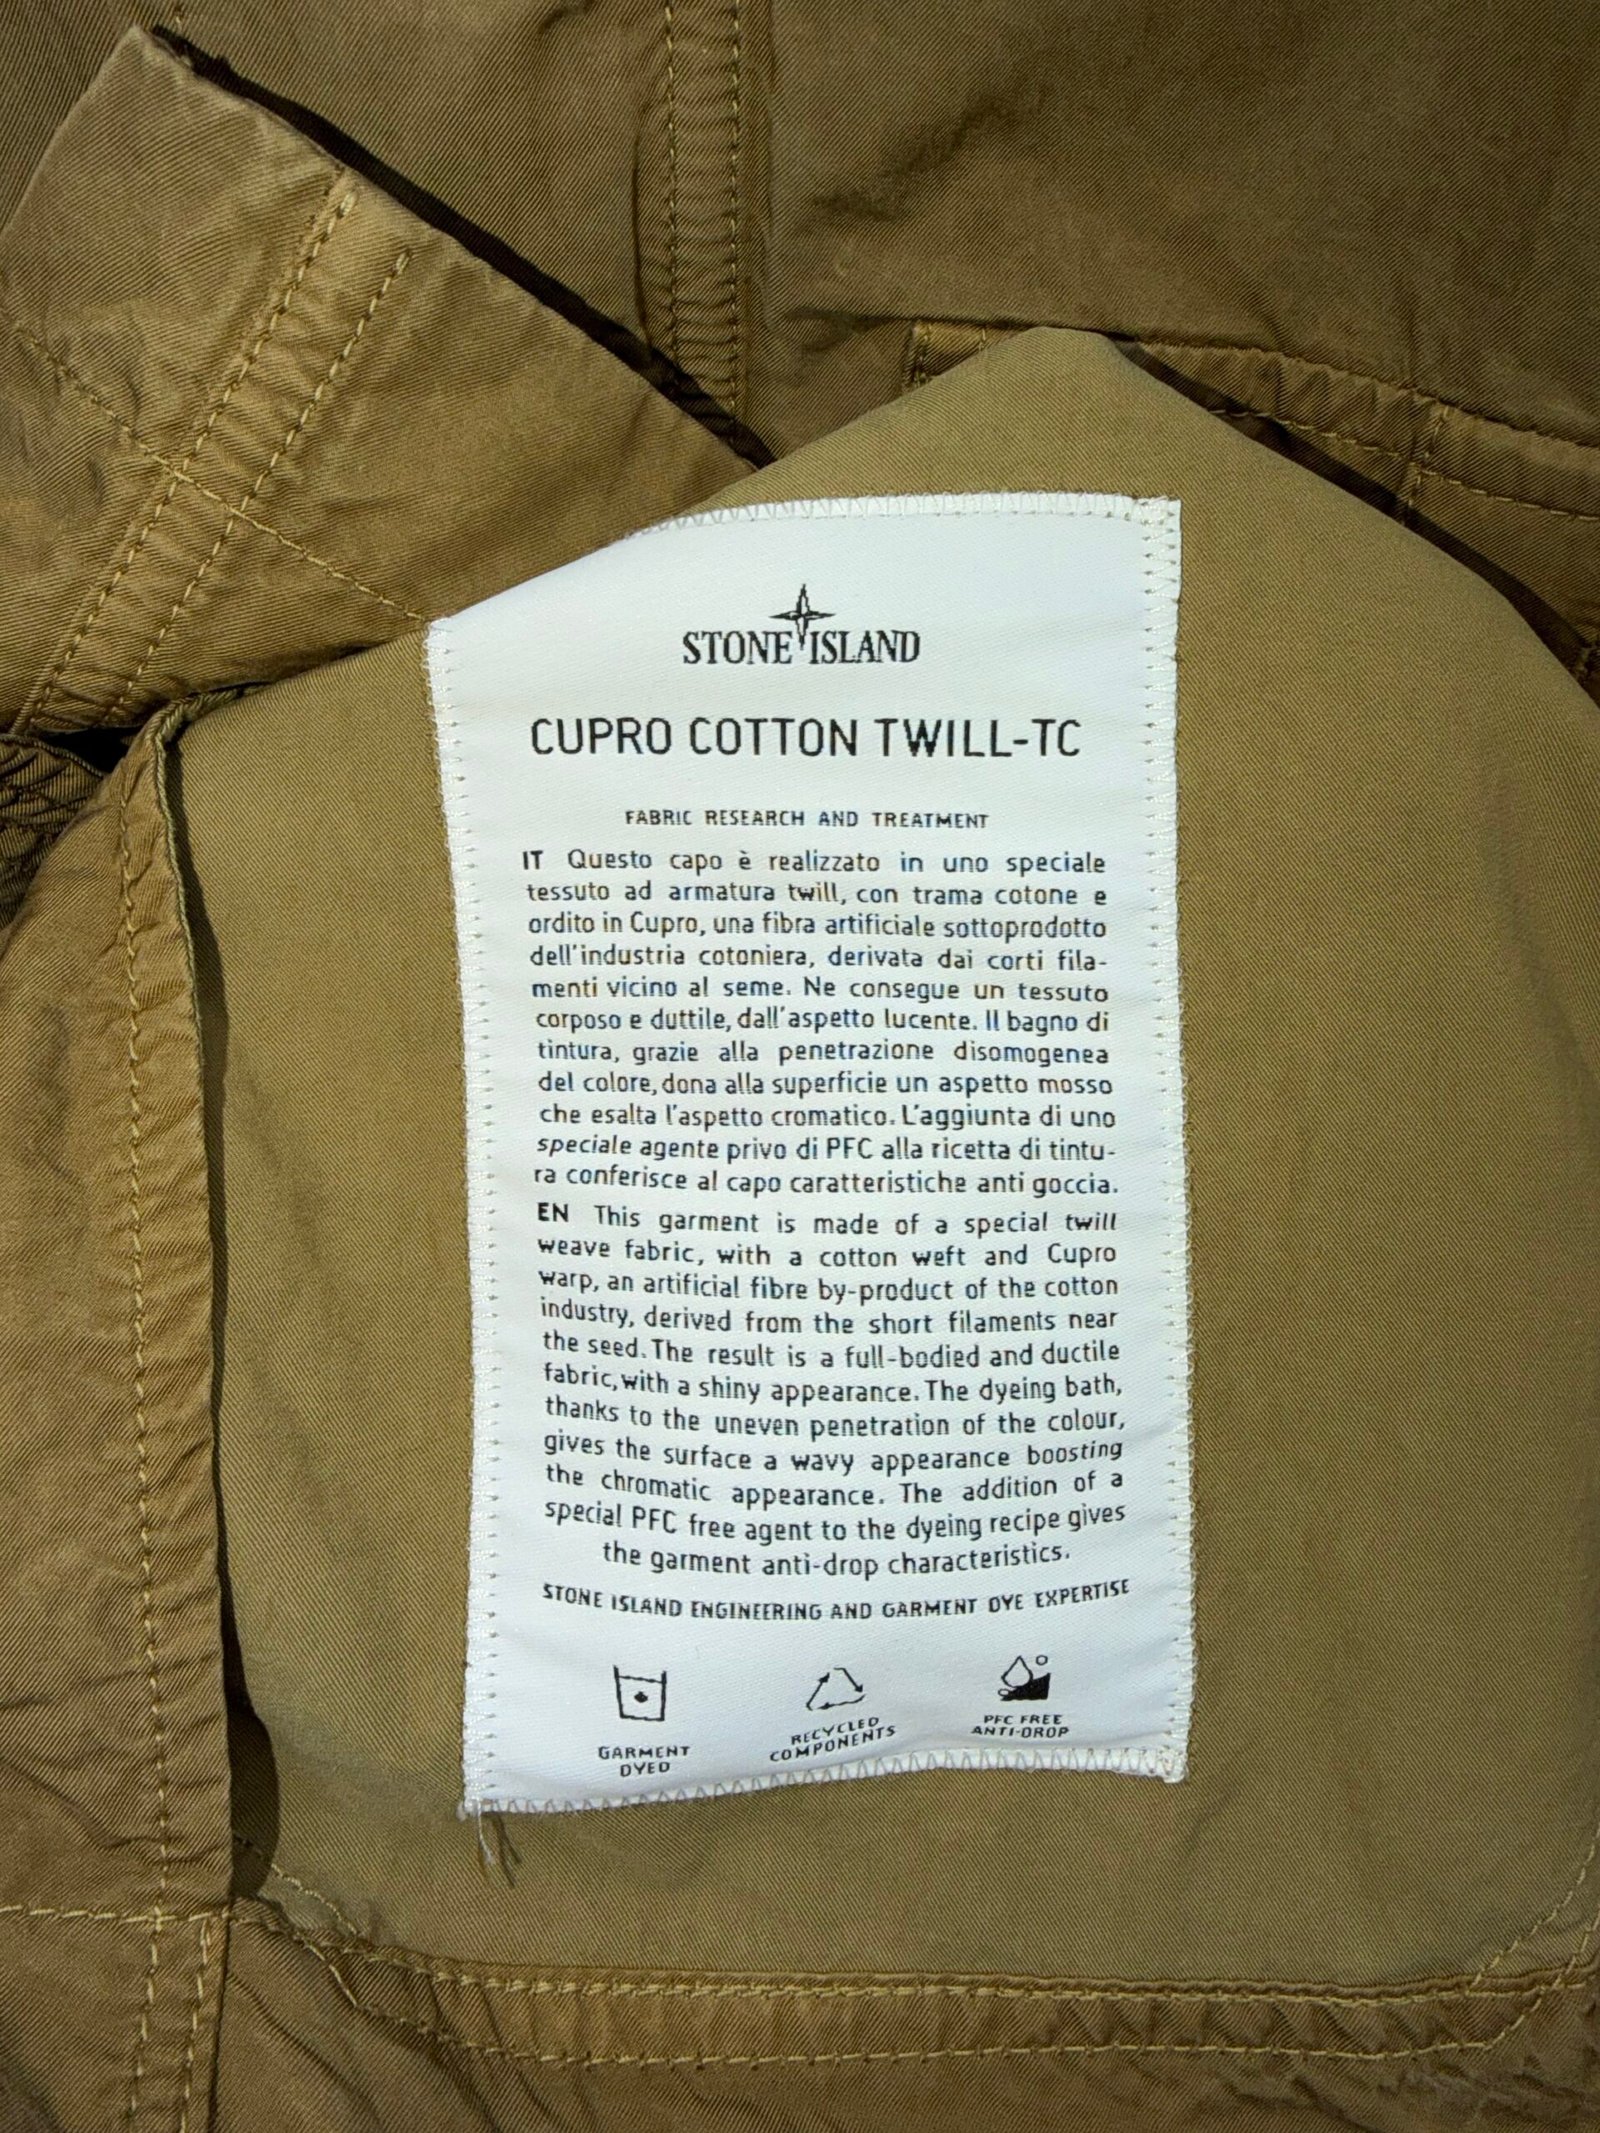 STONE ISLAND
CUPRO COTTON TWILL-TC
FABRIC RESEARCH AND TREATMENT
IT Questo capo è realizzato in uno speciale
tessuto ad armatura twill, con trama cotone e
ordito in Cupro, una fibra artificiale sottoprodotto
dell'industria cotoniera, derivata dai corti fila-
menti vicino al seme. Ne consegue un tessuto
corposo e duttile, dall'aspetto lucente. Il bagno di
tintura, grazie alla penetrazione disomogenea
del colore, dona alla superficie un aspetto mosso
che esalta l'aspetto cromatico. L'aggiunta di uno
speciale agente privo di PFC alla ricetta di tintu-
ra conferisce al capo caratteristiche anti goccia.
EN This garment is made of a special twill
weave fabric, with a cotton weft and Cupro
warp, an artificial fibre by-product of the cotton
industry, derived from the short filaments near
the seed. The result is a full-bodied and ductile
fabric, with a shiny appearance. The dyeing bath,
thanks to the uneven penetration of the colour,
gives the surface a wavy appearance boosting
the chromatic appearance. The addition of a
special PFC free agent to the dyeing recipe gives
the garment anti-drop characteristics.
STONE ISLAND ENGINEERING AND GARMENT DYE EXPERTISE
GARMENT
DYED
RECYCLED
COMPONENTS
PFC FREE
ANTI-DROP